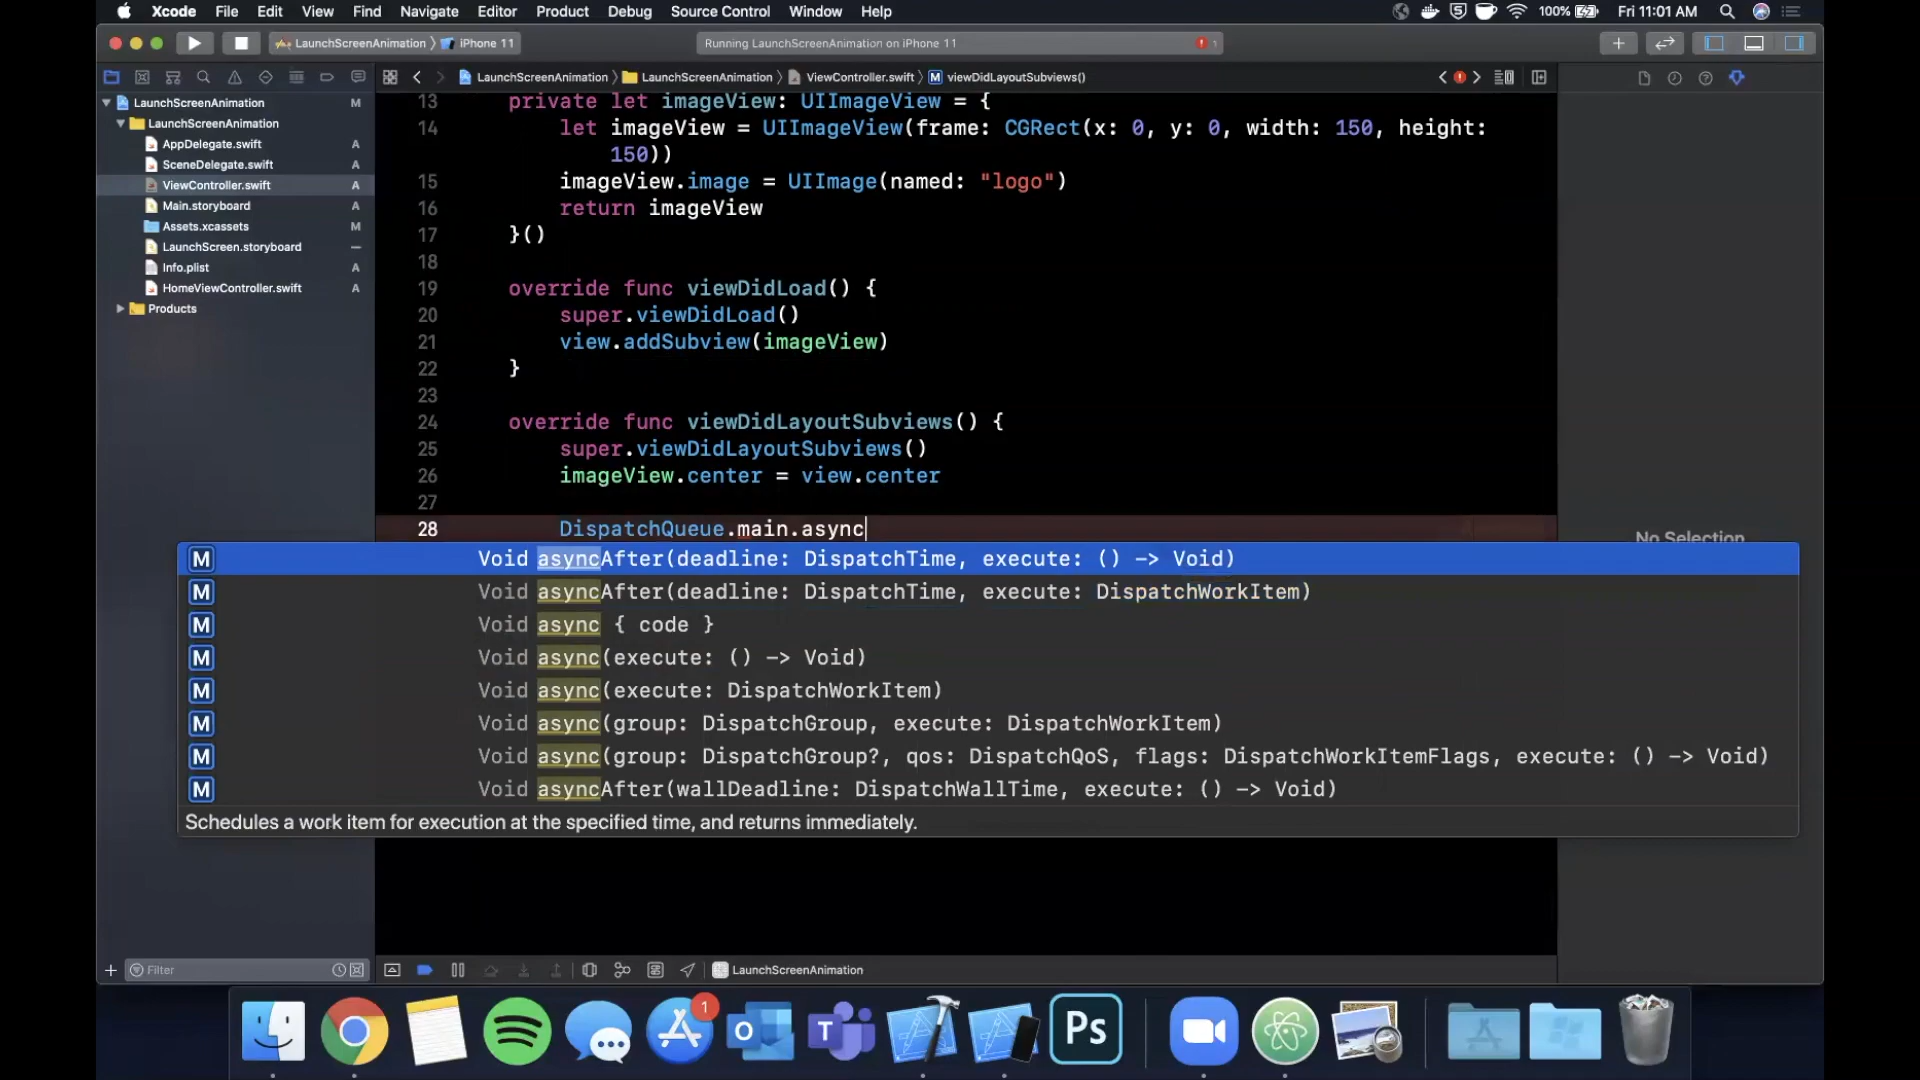 Xcode File Edit View Find Navigate Editor Product Debug Source Control Window Help 100% Fri 11:01 AM
LaunchScreenAnimation iPhone 11 Running LaunchScreenAnimation on iPhone 11 1
LaunchScreenAnimation LaunchScreenAnimation ViewController.swift M viewDidLayoutSubviews()
LaunchScreenAnimation M
LaunchScreenAnimation
AppDelegate.swift A
SceneDelegate.swift A
ViewController.swift A
Main.storyboard A
Assets.xcassets M
LaunchScreen.storyboard —
Info.plist A
HomeViewController.swift A
Products
13 private let imageView: UIImageView = {
14 let imageView = UIImageView(frame: CGRect(x: 0, y: 0, width: 150, height:
150))
15 imageView.image = UIImage(named: "logo")
16 return imageView
17 }()
18
19 override func viewDidLoad() {
20 super.viewDidLoad()
21 view.addSubview(imageView)
22 }
23
24 override func viewDidLayoutSubviews() {
25 super.viewDidLayoutSubviews()
26 imageView.center = view.center
27
28 DispatchQueue.main.async
No Selection
M Void asyncAfter(deadline: DispatchTime, execute: () -> Void)
M Void asyncAfter(deadline: DispatchTime, execute: DispatchWorkItem)
M Void async { code }
M Void async(execute: () -> Void)
M Void async(execute: DispatchWorkItem)
M Void async(group: DispatchGroup, execute: DispatchWorkItem)
M Void async(group: DispatchGroup?, qos: DispatchQoS, flags: DispatchWorkItemFlags, execute: () -> Void)
M Void asyncAfter(wallDeadline: DispatchWallTime, execute: () -> Void)
Schedules a work item for execution at the specified time, and returns immediately.
Filter LaunchScreenAnimation
1
O T Ps